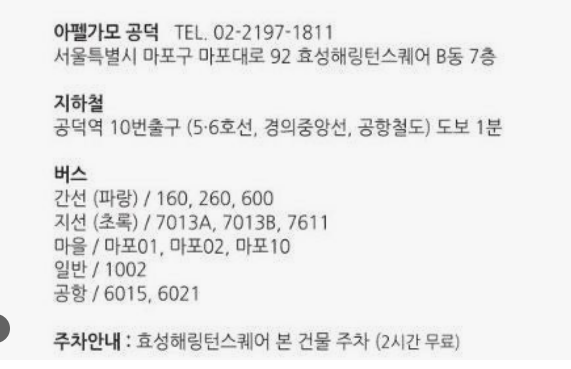 아펠가모 공덕 TEL. 02-2197-1811
서울특별시 마포구 마포대로 92 효성해링턴스퀘어 B동 7층
지하철
공덕역 10번출구 (5·6호선, 경의중앙선, 공항철도) 도보 1분
버스
간선 (파랑) / 160, 260, 600
지선 (초록) / 7013A, 7013B, 7611
마을 / 마포01, 마포02, 마포10
일반 / 1002
공항 / 6015, 6021
주차안내 : 효성해링턴스퀘어 본 건물 주차 (2시간 무료)